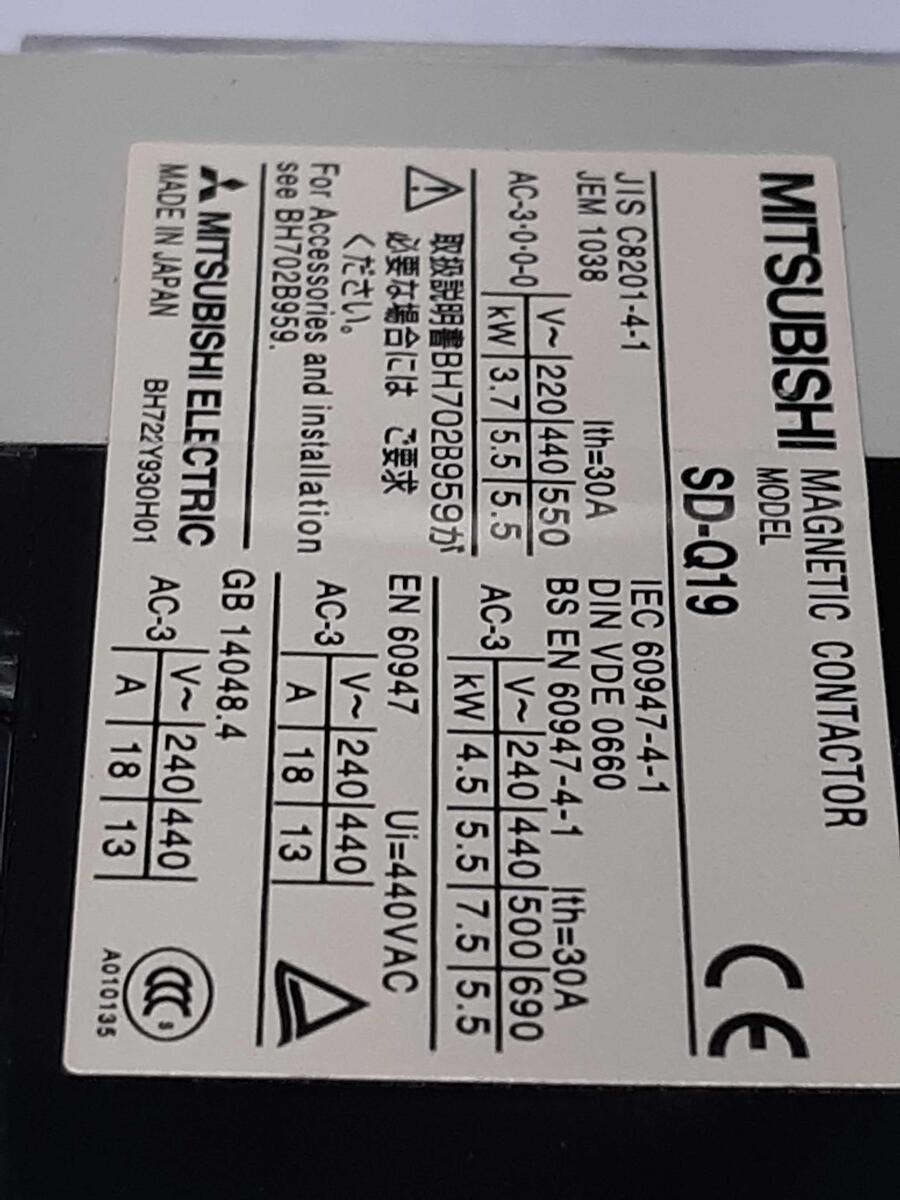 MITSUBISHI MAGNETIC CONTACTOR
MODEL
SD-Q19
CE
JIS C8201-4-1
JEM 1038 Ith=30A
AC-3-0-0-0 V~ 220 440 550
kW 3.7 5.5 5.5
取扱説明書BH702B959が
必要な場合には ご要求
ください。
For Accessories and installation
see BH702B959.
MITSUBISHI ELECTRIC
MADE IN JAPAN BH722Y930H01
IEC 60947-4-1
DIN VDE 0660
BS EN 60947-4-1 Ith=30A
AC-3 V~ 240 440 500 690
kW 4.5 5.5 7.5 5.5
EN 60947 Ui=440VAC
AC-3 V~ 240 440
A 18 13
GB 14048.4
AC-3 V~ 240 440
A 18 13
CCC S
A010135